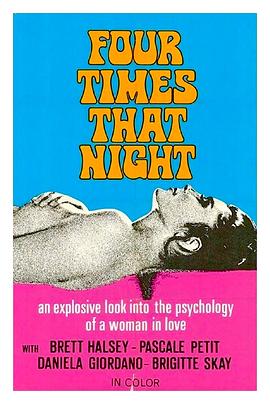 FOUR
TIMES
THAT
NIGHT
an explosive look into the psychology
of a woman in love
WITH BRETT HALSEY - PASCALE PETIT
DANIELA GIORDANO - BRIGITTE SKAY
IN COLOR